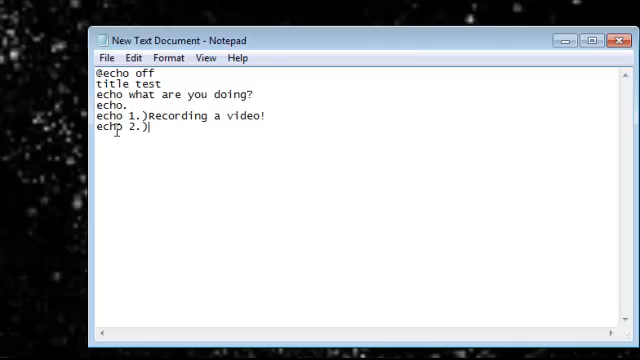 New Text Document - Notepad
File Edit Format View Help
@echo off
title test
echo what are you doing?
echo.
echo 1.)Recording a video!
echo 2.)